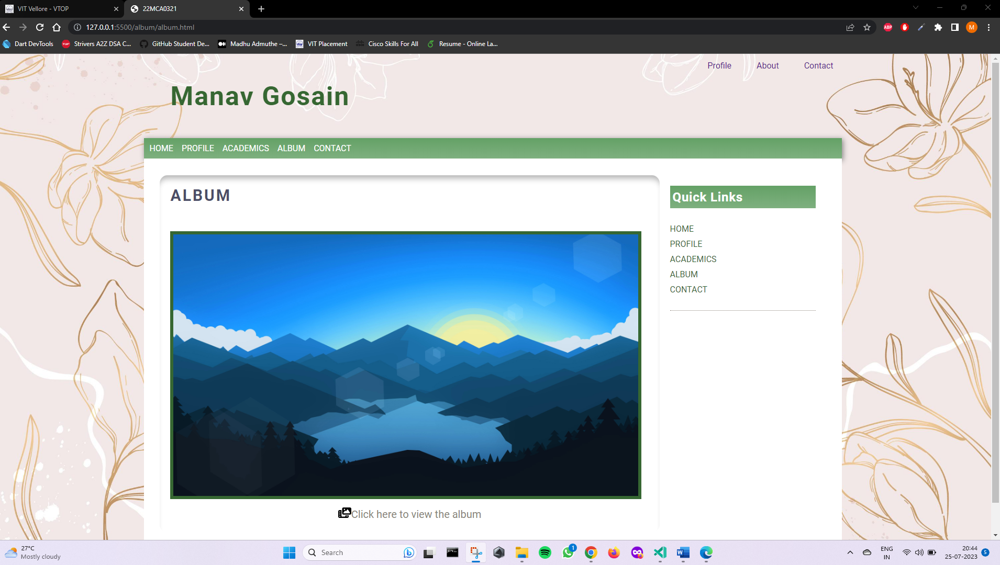 VIT Vellore - VTOP
22MCA0321
127.0.0.1:5500/album/album.html
ABP
M
Dart DevTools
Strivers A2Z DSA C...
GitHub Student De...
Madhu Admuthe –...
VIT Placement
Cisco Skills For All
Resume - Online La...
Profile About Contact
Manav Gosain
HOME PROFILE ACADEMICS ALBUM CONTACT
ALBUM
Quick Links
HOME
PROFILE
ACADEMICS
ALBUM
CONTACT
Click here to view the album
27°C
Mostly cloudy
Search
1
ENG
IN
20:44
25-07-2023
5